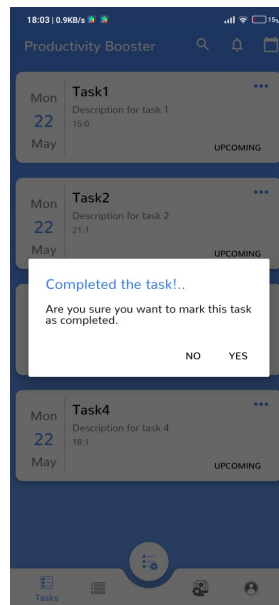 18:03 | 0.9KB/s
15%
Productivity Booster
Mon
22
May
Task1
Description for task 1
15:0
UPCOMING
Mon
22
May
Task2
Description for task 2
21:1
UPCOMING
Completed the task!..
Are you sure you want to mark this task
as completed.
NO YES
Mon
22
May
Task4
Description for task 4
18:1
UPCOMING
Tasks